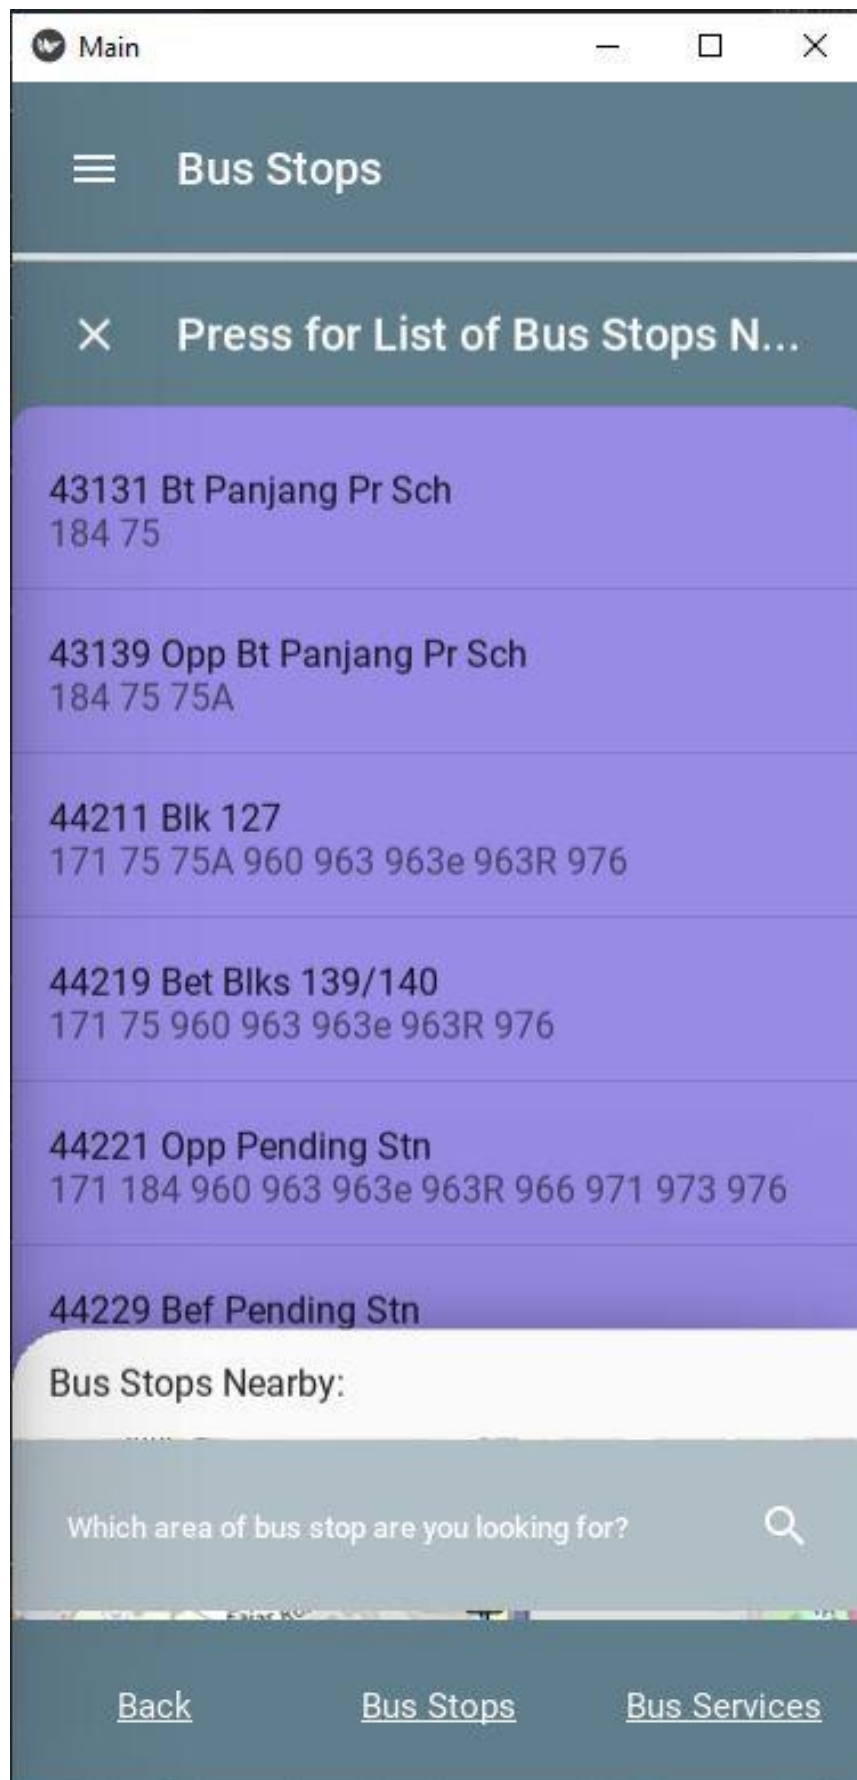 Main
Bus Stops
Press for List of Bus Stops N...
43131 Bt Panjang Pr Sch
184 75
43139 Opp Bt Panjang Pr Sch
184 75 75A
44211 Blk 127
171 75 75A 960 963 963e 963R 976
44219 Bet Blks 139/140
171 75 960 963 963e 963R 976
44221 Opp Pending Stn
171 184 960 963 963e 963R 966 971 973 976
44229 Bef Pending Stn
Bus Stops Nearby:
Which area of bus stop are you looking for?
Back Bus Stops Bus Services